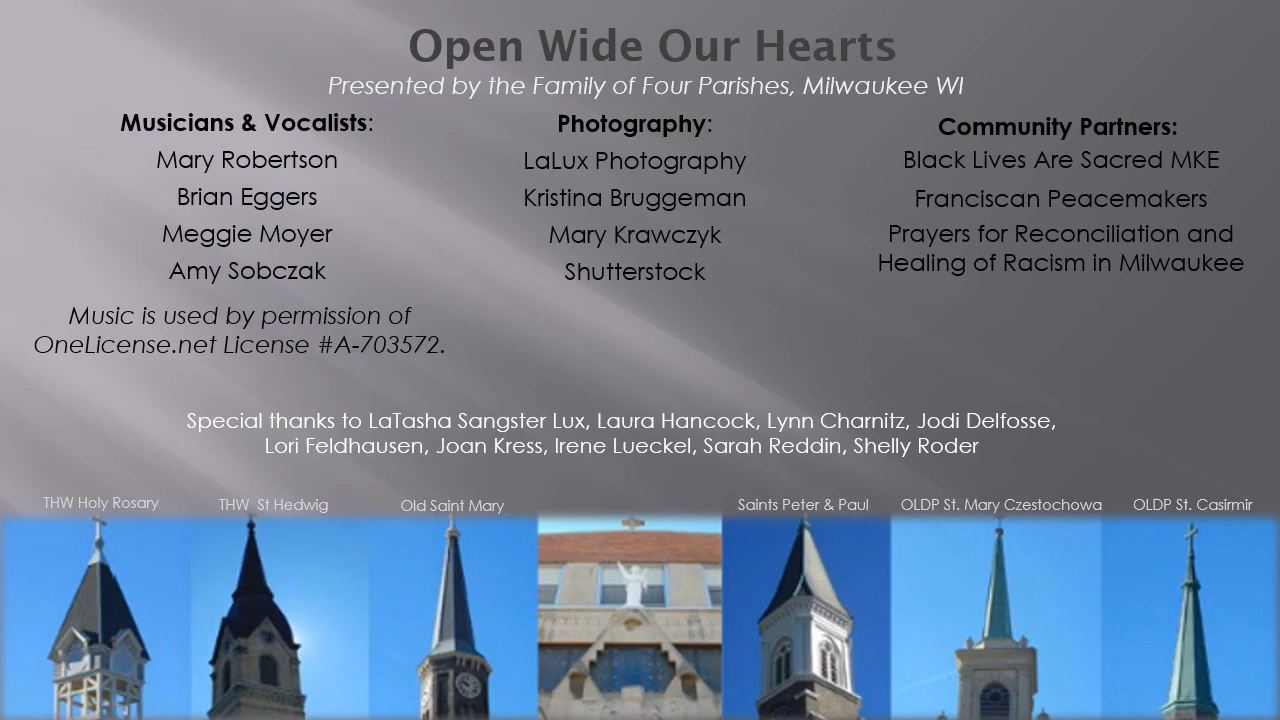 Open Wide Our Hearts
Presented by the Family of Four Parishes, Milwaukee WI
Musicians & Vocalists:
Mary Robertson
Brian Eggers
Meggie Moyer
Amy Sobczak
Music is used by permission of
OneLicense.net License #A-703572.
Photography:
LaLux Photography
Kristina Bruggeman
Mary Krawczyk
Shutterstock
Community Partners:
Black Lives Are Sacred MKE
Franciscan Peacemakers
Prayers for Reconciliation and
Healing of Racism in Milwaukee
Special thanks to LaTasha Sangster Lux, Laura Hancock, Lynn Charnitz, Jodi Delfosse,
Lori Feldhausen, Joan Kress, Irene Lueckel, Sarah Reddin, Shelly Roder
THW Holy Rosary
THW St Hedwig
Old Saint Mary
Saints Peter & Paul
OLDP St. Mary Czestochowa
OLDP St. Casimir